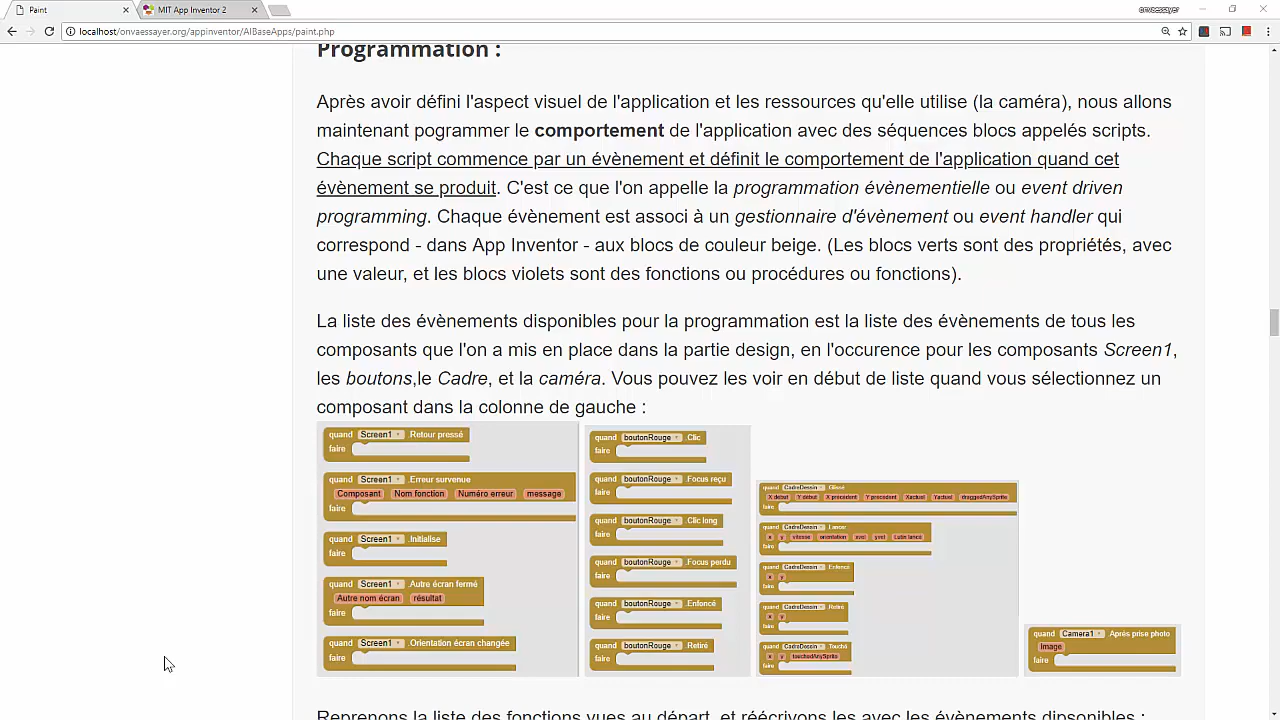 Paint
MIT App Inventor 2
onvaessayer
localhost/onvaessayer.org/appinventor/AIBaseApps/paint.php
Programmation :
Après avoir défini l'aspect visuel de l'application et les ressources qu'elle utilise (la caméra), nous allons
maintenant pogrammer le comportement de l'application avec des séquences blocs appelés scripts.
Chaque script commence par un évènement et définit le comportement de l'application quand cet
évènement se produit. C'est ce que l'on appelle la programmation évènementielle ou event driven
programming. Chaque évènement est associ à un gestionnaire d'évènement ou event handler qui
correspond - dans App Inventor - aux blocs de couleur beige. (Les blocs verts sont des propriétés, avec
une valeur, et les blocs violets sont des fonctions ou procédures ou fonctions).
La liste des évènements disponibles pour la programmation est la liste des évènements de tous les
composants que l'on a mis en place dans la partie design, en l'occurence pour les composants Screen1,
les boutons,le Cadre, et la caméra. Vous pouvez les voir en début de liste quand vous sélectionnez un
composant dans la colonne de gauche :
quand Screen1 .Retour pressé
faire
quand Screen1 .Erreur survenue
Composant Nom fonction Numéro erreur message
faire
quand Screen1 .Initialise
faire
quand Screen1 .Autre écran fermé
Autre nom écran résultat
faire
quand Screen1 .Orientation écran changée
faire
quand boutonRouge .Clic
faire
quand boutonRouge .Focus reçu
faire
quand boutonRouge .Clic long
faire
quand boutonRouge .Focus perdu
faire
quand boutonRouge .Enfoncé
faire
quand boutonRouge .Retiré
faire
quand CadreDessin .Glissé
X début Y début X précédent Y précédent Xactuel Yactuel draggedAnySprite
faire
quand CadreDessin .Lancer
x y vitesse orientation xvel yvel Lutin lancé
faire
quand CadreDessin .Enfoncé
x y
faire
quand CadreDessin .Retiré
x y
faire
quand CadreDessin .Touché
x y touchedAnySprite
faire
quand Camera1 .Après prise photo
image
faire
Reprenons la liste des fonctions vues au départ, et réécrivons les avec les évènements dipsonibles :